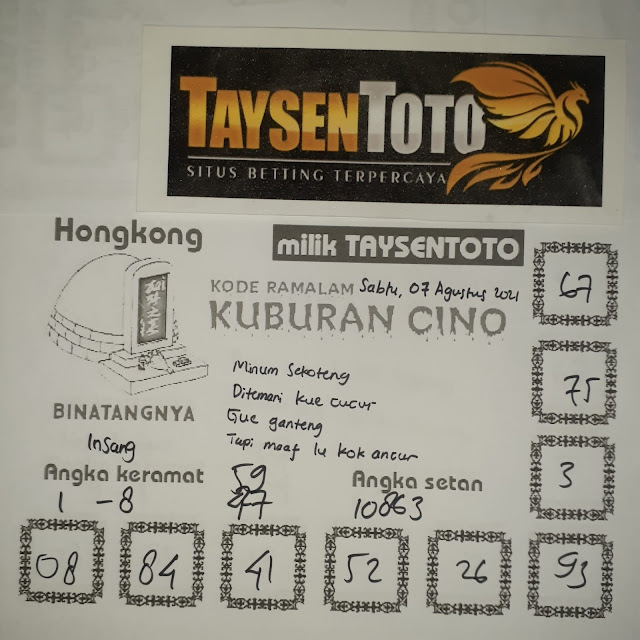 TAYSENTOTO
SITUS BETTING TERPERCAYA
Hongkong
milik TAYSENTOTO
KODE RAMALAM Sabtu, 07 Agustus 2021
KUBURAN CINO
67
Minum Sekoteng
Ditemani kue cucur
Gue ganteng
Tapi maaf lu kok ancur
75
BINATANGNYA
Insang
Angka keramat
1 - 8
59
Angka setan
10863
3
08
84
41
52
26
93